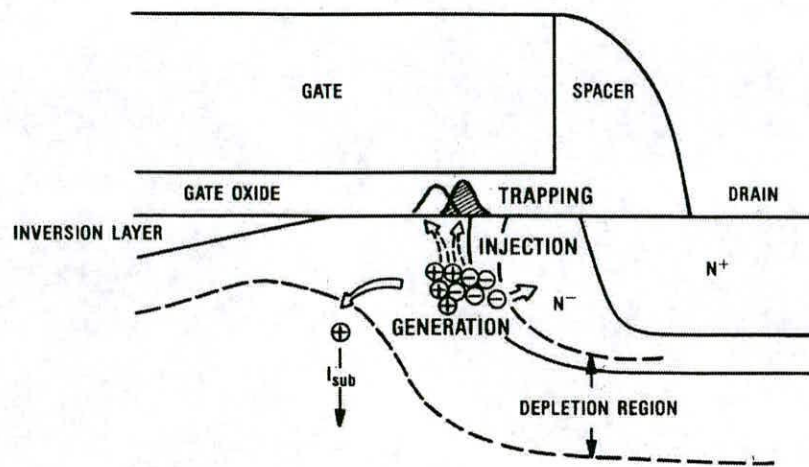 GATE
SPACER
GATE OXIDE
TRAPPING
DRAIN
INVERSION LAYER
INJECTION
N+
N−
GENERATION
Isub
DEPLETION REGION